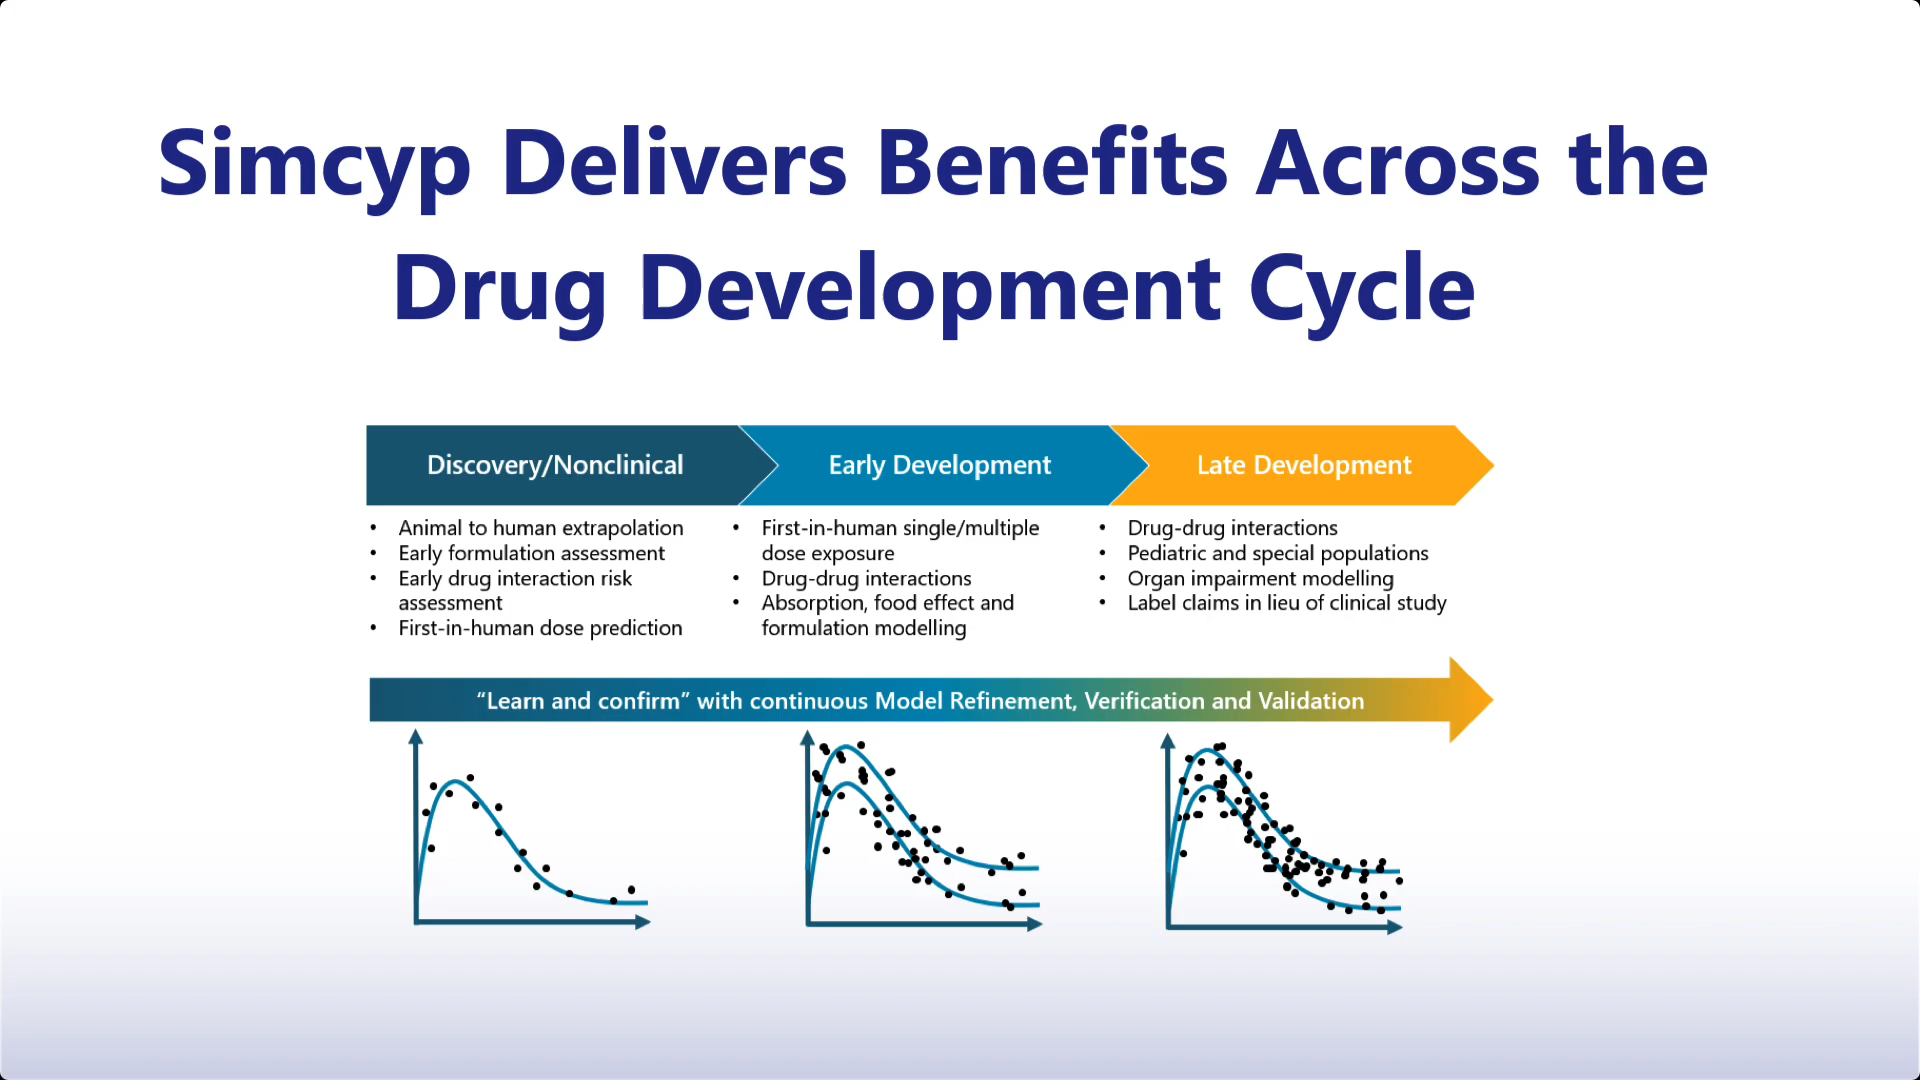 Simcyp Delivers Benefits Across the
Drug Development Cycle
Discovery/Nonclinical
Early Development
Late Development
• Animal to human extrapolation
• Early formulation assessment
• Early drug interaction risk
assessment
• First-in-human dose prediction
• First-in-human single/multiple
dose exposure
• Drug-drug interactions
• Absorption, food effect and
formulation modelling
• Drug-drug interactions
• Pediatric and special populations
• Organ impairment modelling
• Label claims in lieu of clinical study
“Learn and confirm” with continuous Model Refinement, Verification and Validation